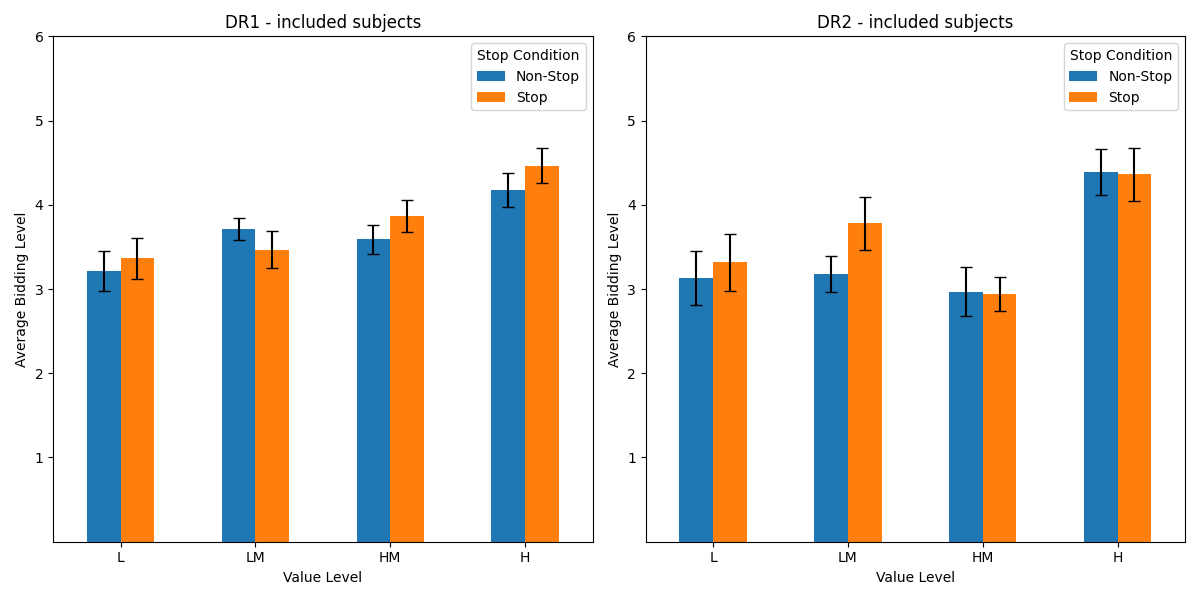 DR1 - included subjects
Average Bidding Level
6
5
4
3
2
1
Stop Condition
Non-Stop
Stop
L LM HM H
Value Level
DR2 - included subjects
Average Bidding Level
6
5
4
3
2
1
Stop Condition
Non-Stop
Stop
L LM HM H
Value Level